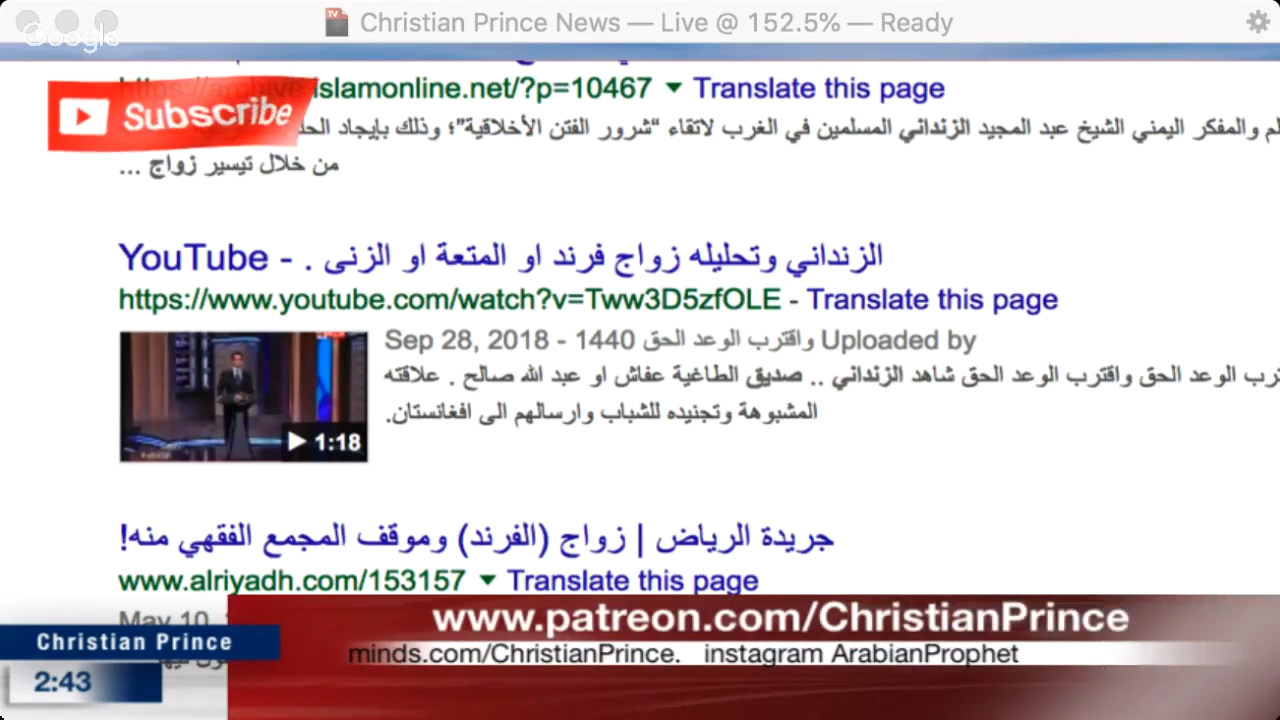 Christian Prince News — Live @ 152.5% — Ready
Google
Subscribe
islamonline.net/?p=10467 Translate this page
والمفكر اليمني الشيخ عبد المجيد الزنداني المسلمين في الغرب لاتقاء “شرور الفتن الأخلاقية”؛ وذلك بإيجاد
من خلال تيسير زواج ...
الزنداني وتحليله زواج فرند او المتعة او الزنى . - YouTube
https://www.youtube.com/watch?v=Tww3D5zfOLE - Translate this page
Sep 28, 2018 - Uploaded by واقترب الوعد الحق 1440
الوعد الحق واقترب الوعد الحق شاهد الزنداني .. صديق الطاغية عفاش او عبد الله صالح . علاقته
المشبوهة وتجنيده للشباب وارسالهم الى افغانستان.
1:18
جريدة الرياض | زواج (الفرند) وموقف المجمع الفقهي منه!
www.alriyadh.com/153157 Translate this page
May 10,
www.patreon.com/ChristianPrince
Christian Prince
minds.com/ChristianPrince. instagram ArabianProphet
2:43